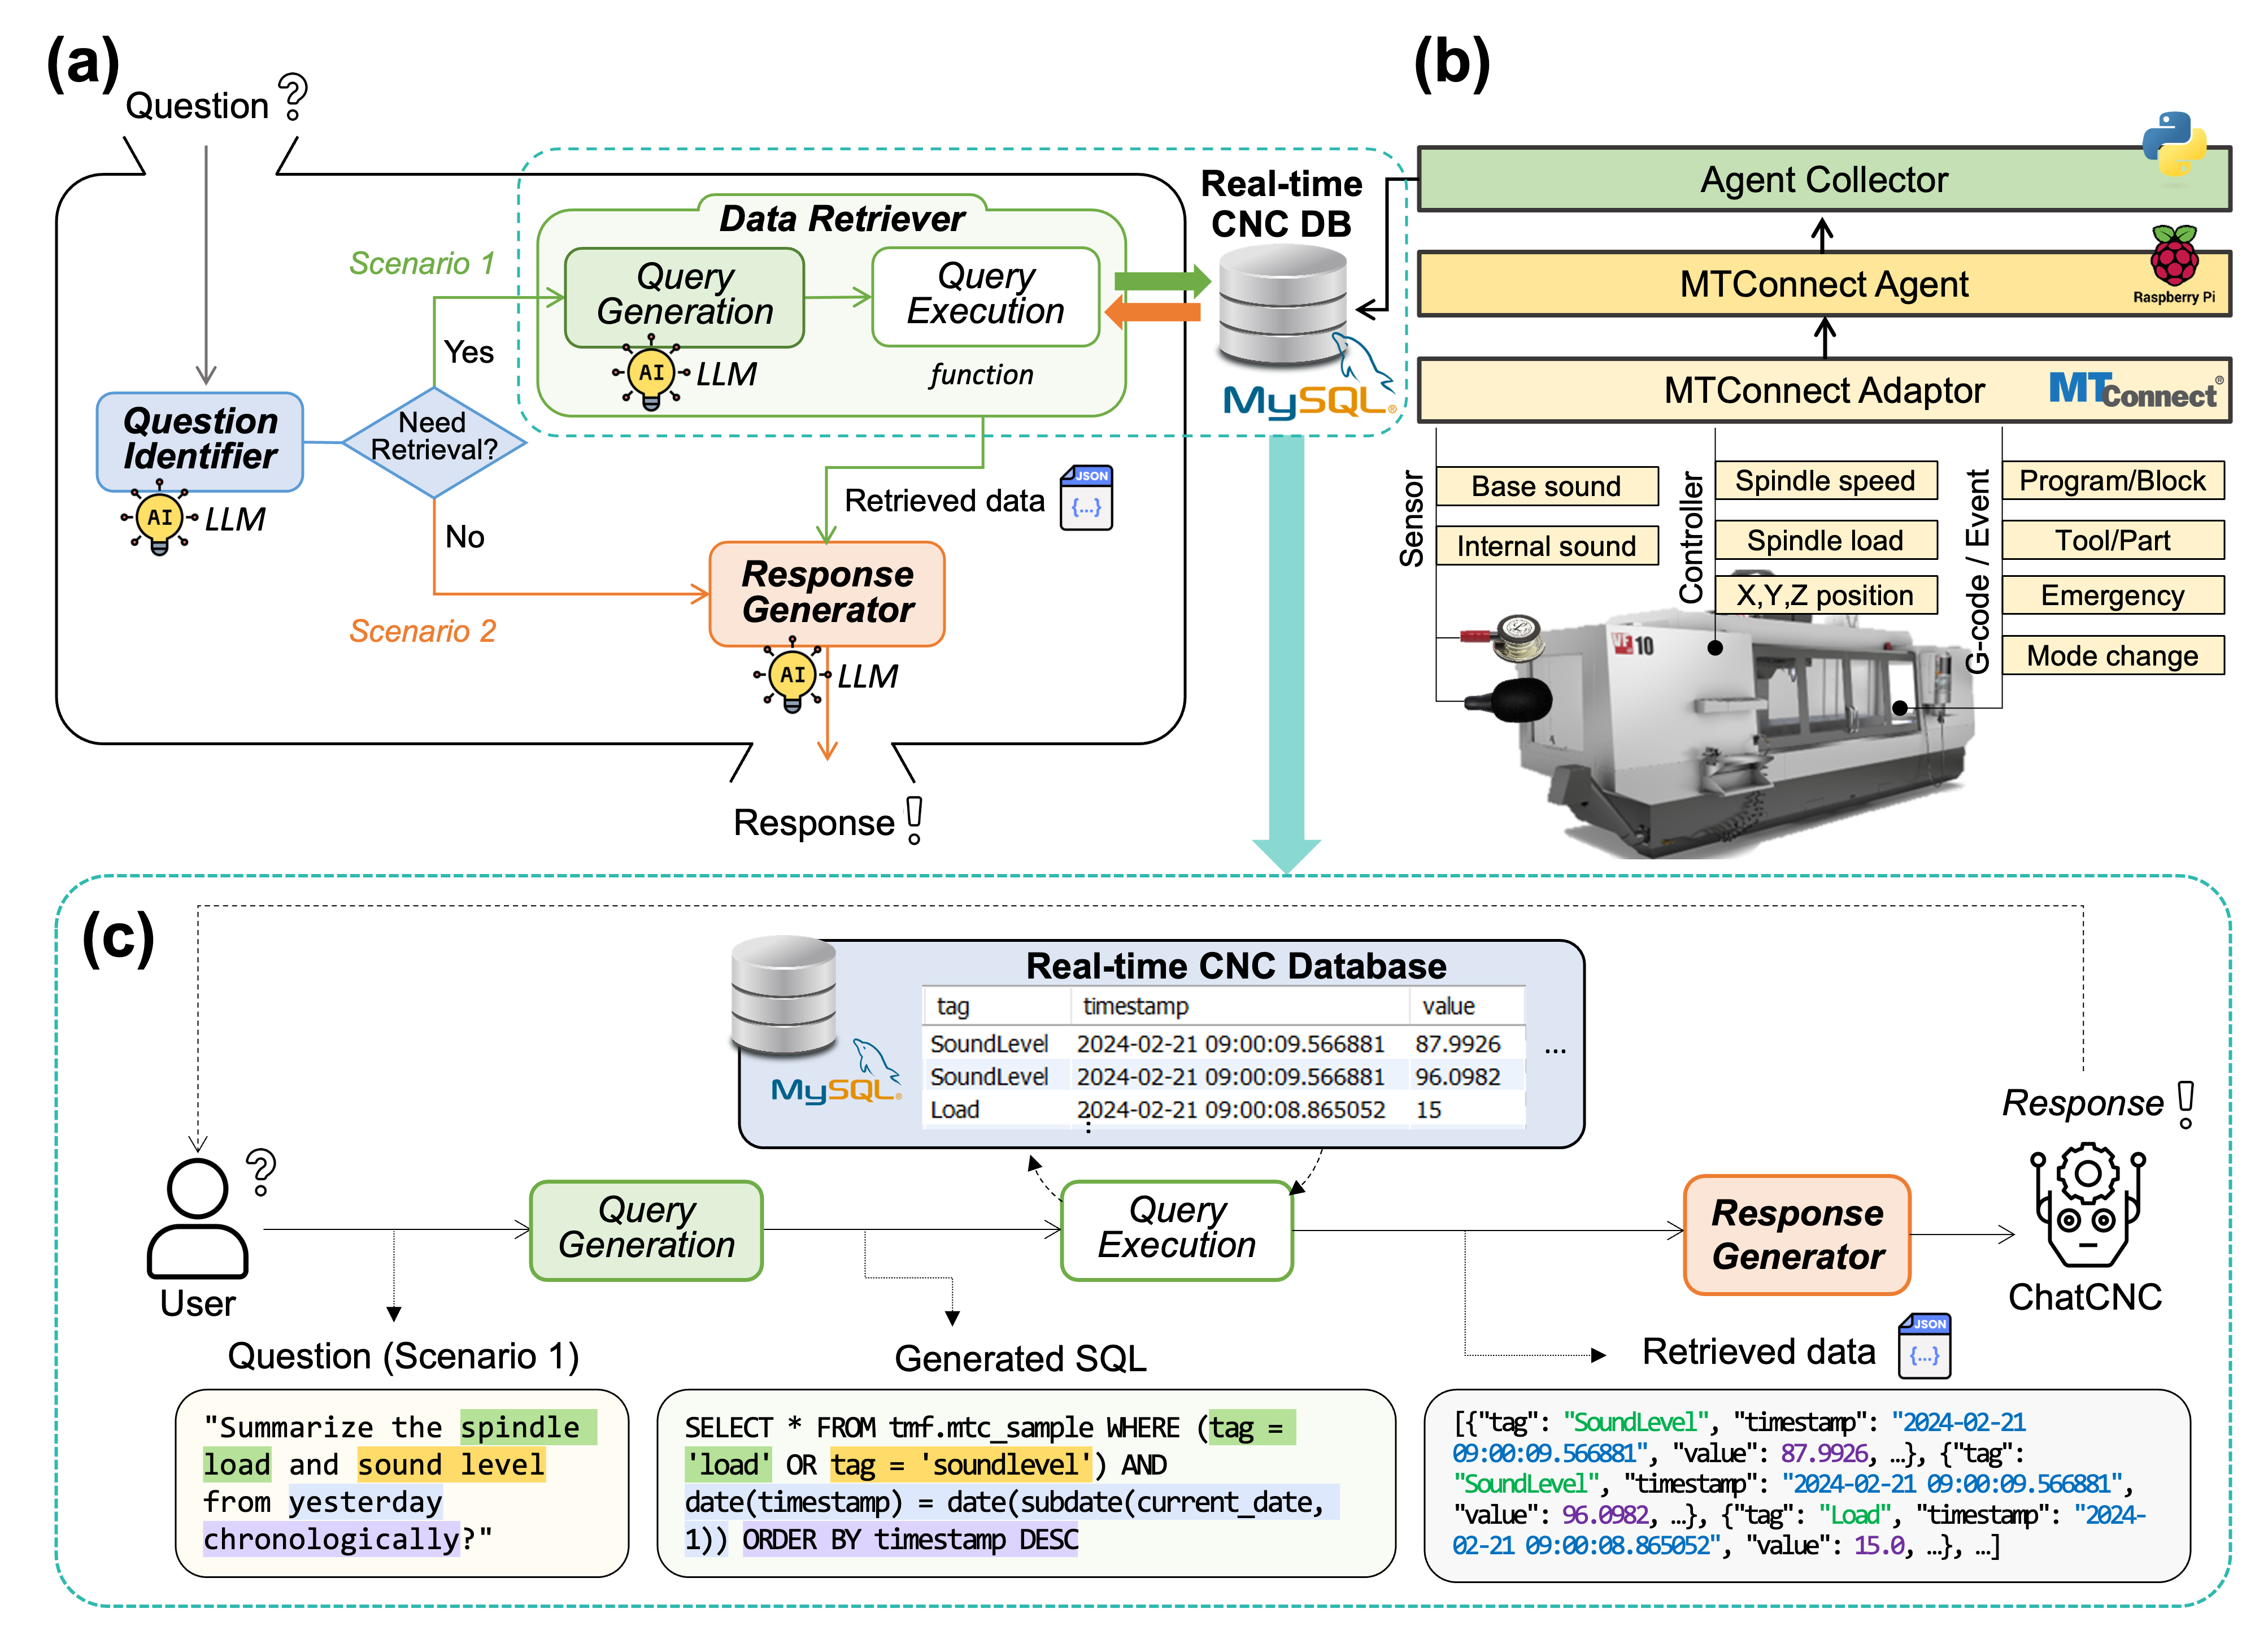 (a)
Question ?
Scenario 1
Yes
Question
Identifier
AI LLM
Need
Retrieval?
No
Scenario 2
Data Retriever
Query
Generation
AI LLM
Query
Execution
function
Real-time
CNC DB
MySQL®
Retrieved data
JSON
{...}
Response
Generator
AI LLM
Response !
(b)
Agent Collector
MTConnect Agent
Raspberry Pi
MTConnect Adaptor
MTConnect®
Sensor
Base sound
Internal sound
Controller
Spindle speed
Spindle load
X,Y,Z position
G-code / Event
Program/Block
Tool/Part
Emergency
Mode change
VF 10
(c)
Real-time CNC Database
tag timestamp value
SoundLevel 2024-02-21 09:00:09.566881 87.9926
SoundLevel 2024-02-21 09:00:09.566881 96.0982
Load 2024-02-21 09:00:08.865052 15
...
⋮
MySQL®
?
User
Query
Generation
Query
Execution
Response
Generator
Response !
ChatCNC
Question (Scenario 1)
"Summarize the spindle
load and sound level
from yesterday
chronologically?"
Generated SQL
SELECT * FROM tmf.mtc_sample WHERE (tag =
'load' OR tag = 'soundlevel') AND
date(timestamp) = date(subdate(current_date,
1)) ORDER BY timestamp DESC
Retrieved data
JSON
{...}
[{"tag": "SoundLevel", "timestamp": "2024-02-21
09:00:09.566881", "value": 87.9926, …}, {"tag":
"SoundLevel", "timestamp": "2024-02-21 09:00:09.566881",
"value": 96.0982, …}, {"tag": "Load", "timestamp": "2024-
02-21 09:00:08.865052", "value": 15.0, …}, …]